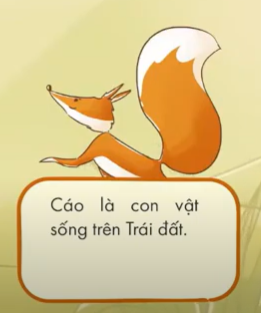 Cáo là con vật
sống trên Trái đất.